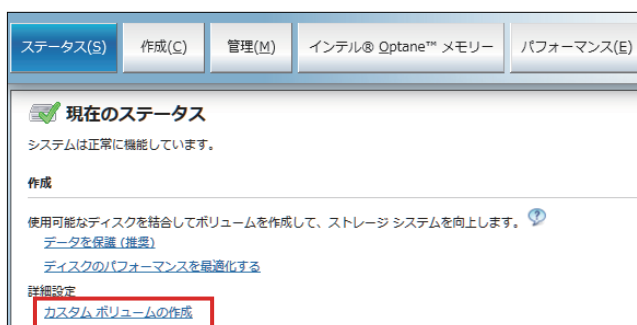 ステータス(S) 作成(C) 管理(M) インテル® Optane™ メモリー パフォーマンス(E)
現在のステータス
システムは正常に機能しています。
作成
使用可能なディスクを結合してボリュームを作成して、ストレージ システムを向上します。
データを保護 (推奨)
ディスクのパフォーマンスを最適化する
詳細設定
カスタム ボリュームの作成